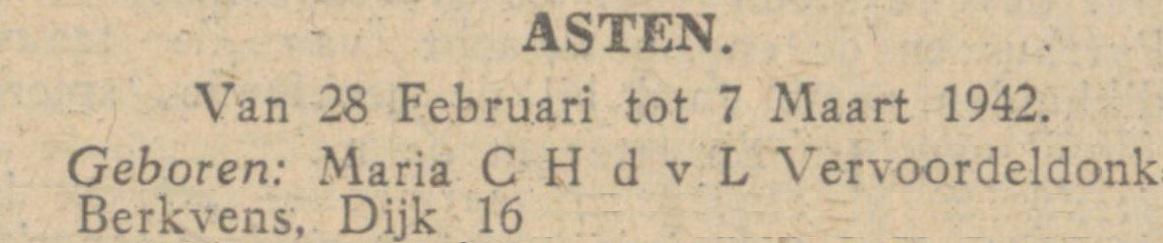 ASTEN.
Van 28 Februari tot 7 Maart 1942.
Geboren: Maria C H d v L Vervoordeldonk
Berkvens, Dijk 16